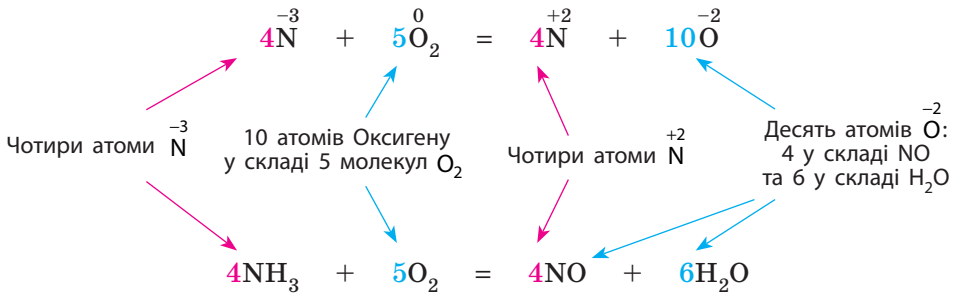 4N⁻³ + 5O₂⁰ = 4N⁺² + 10O⁻²
Чотири атоми N⁻³
10 атомів Оксигену
у складі 5 молекул O₂
Чотири атоми N⁺²
Десять атомів O⁻²:
4 у складі NO
та 6 у складі H₂O
4NH₃ + 5O₂ = 4NO + 6H₂O